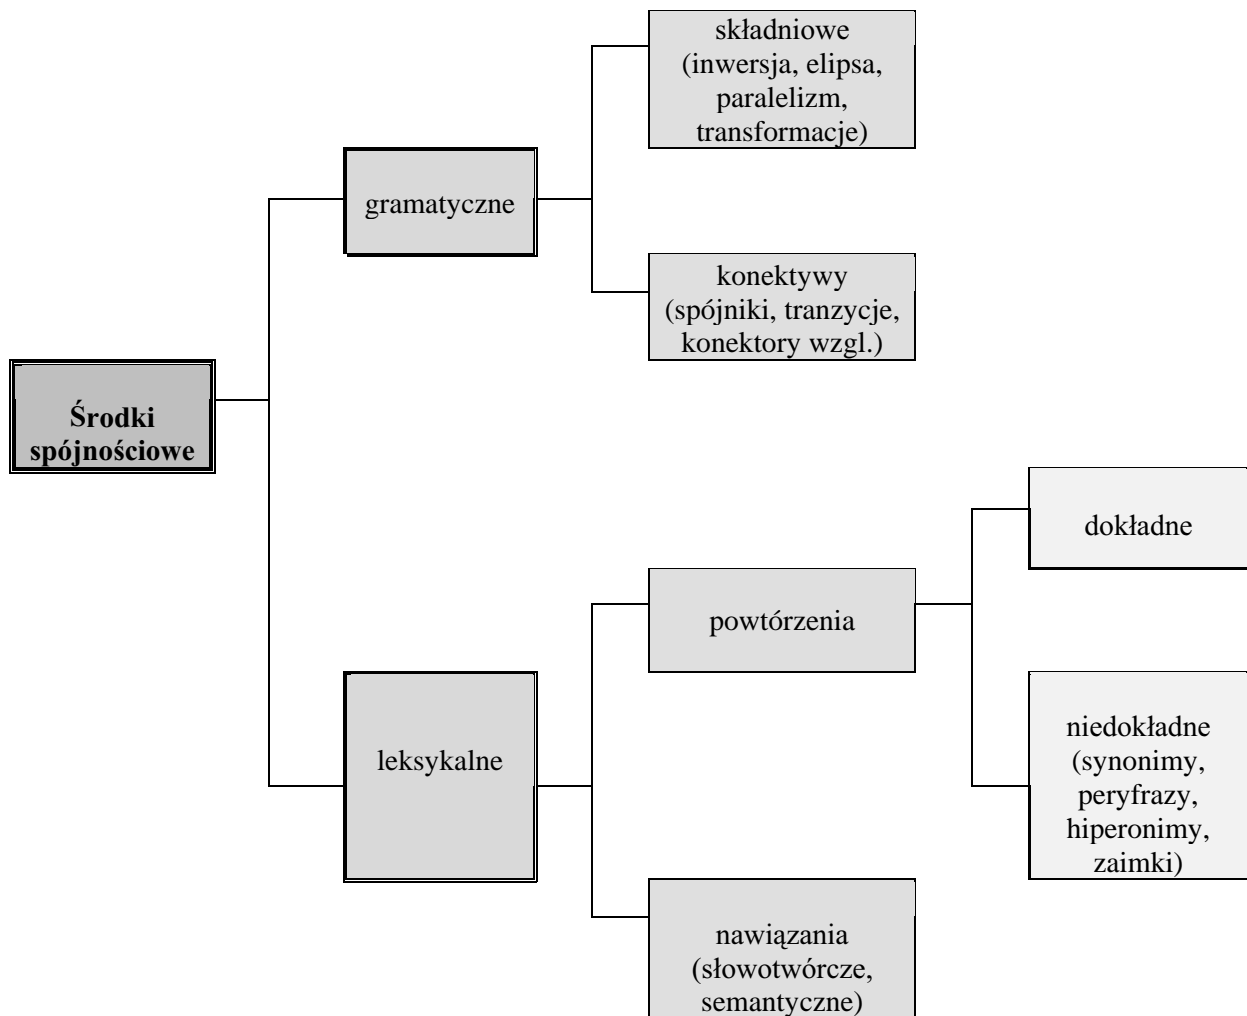 składniowe
(inwersja, elipsa,
paralelizm,
transformacje)
gramatyczne
konektywy
(spójniki, tranzycje,
konektory wzgl.)
Środki
spójnościowe
dokładne
powtórzenia
leksykalne
niedokładne
(synonimy,
peryfrazy,
hiperonimy,
zaimki)
nawiązania
(słowotwórcze,
semantyczne)